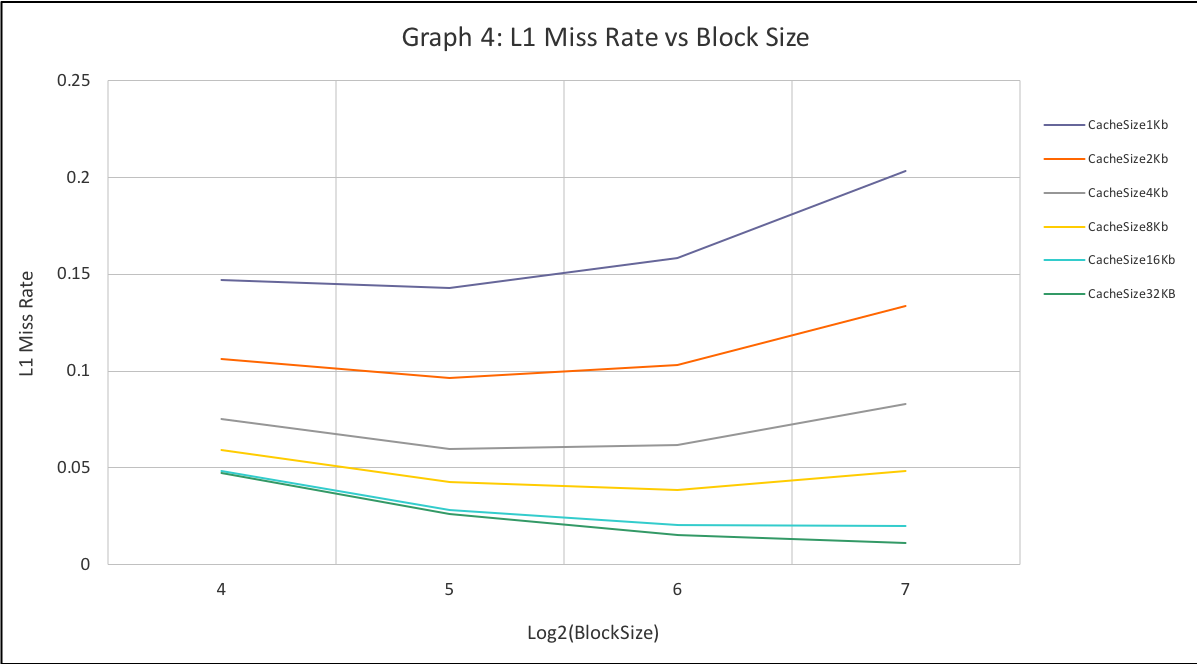 Graph 4: L1 Miss Rate vs Block Size
0.25
0.2
0.15
0.1
0.05
0
L1 Miss Rate
4
5
6
7
Log2(BlockSize)
CacheSize1Kb
CacheSize2Kb
CacheSize4Kb
CacheSize8Kb
CacheSize16Kb
CacheSize32KB